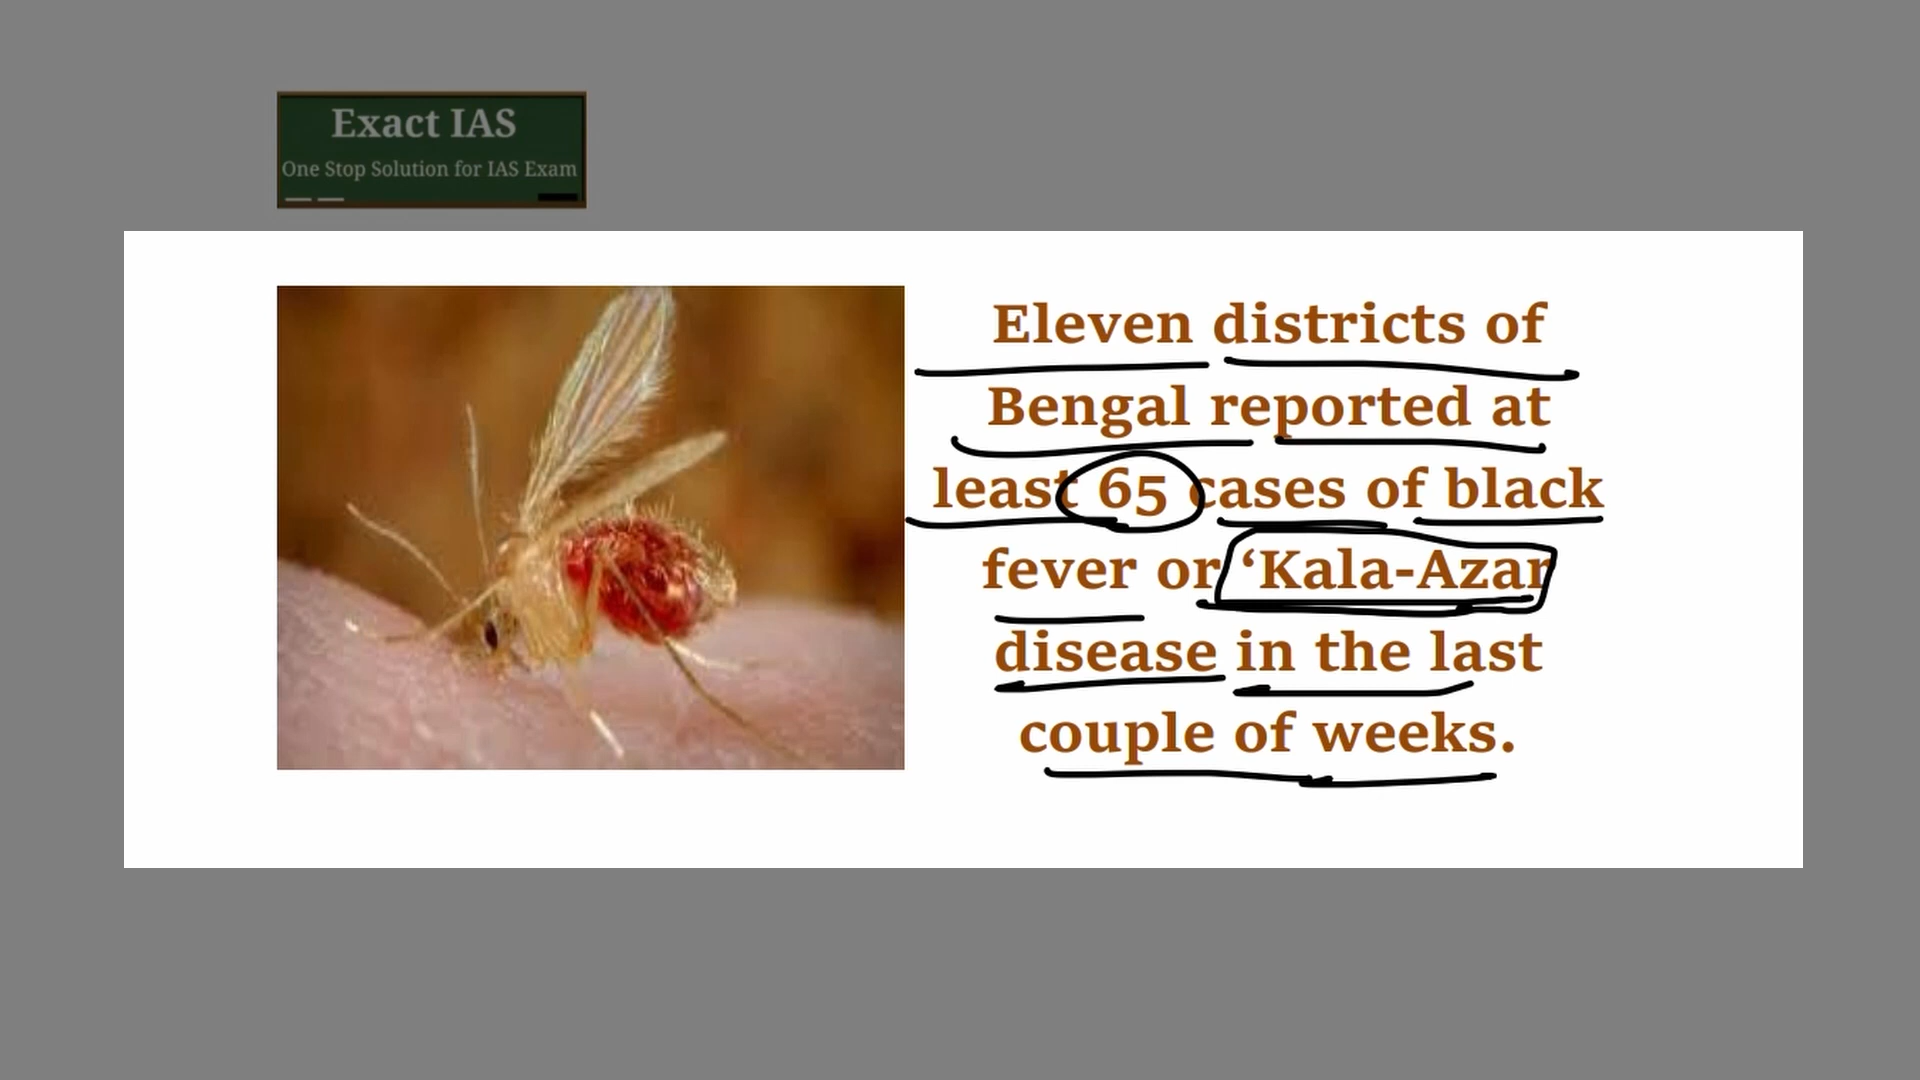 Exact IAS
One Stop Solution for IAS Exam
Eleven districts of
Bengal reported at
least 65 cases of black
fever or ‘Kala-Azar
disease in the last
couple of weeks.